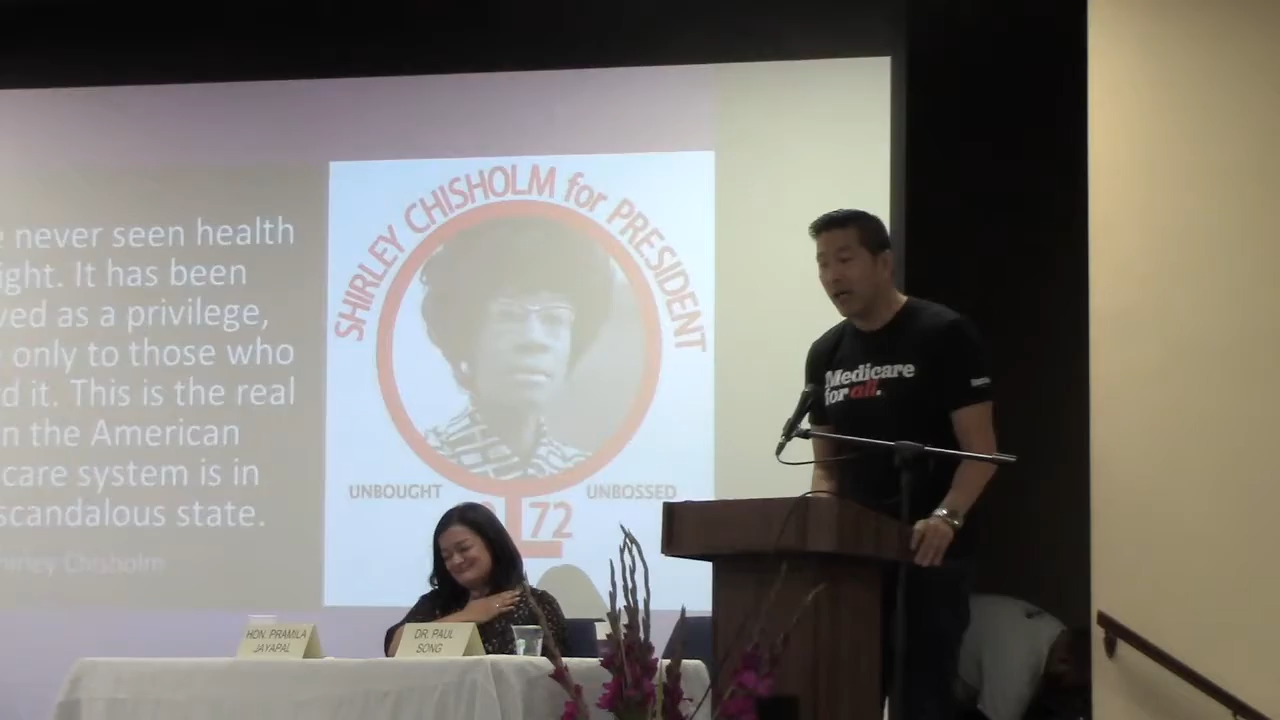 never seen health
ight. It has been
ved as a privilege,
only to those who
d it. This is the real
n the American
care system is in
scandalous state.
Chisholm
SHIRLEY CHISHOLM for PRESIDENT
UNBOUGHT
UNBOSSED
72
HON. PRAMILA
JAYAPAL
DR. PAUL
SONG
Medicare
for all.